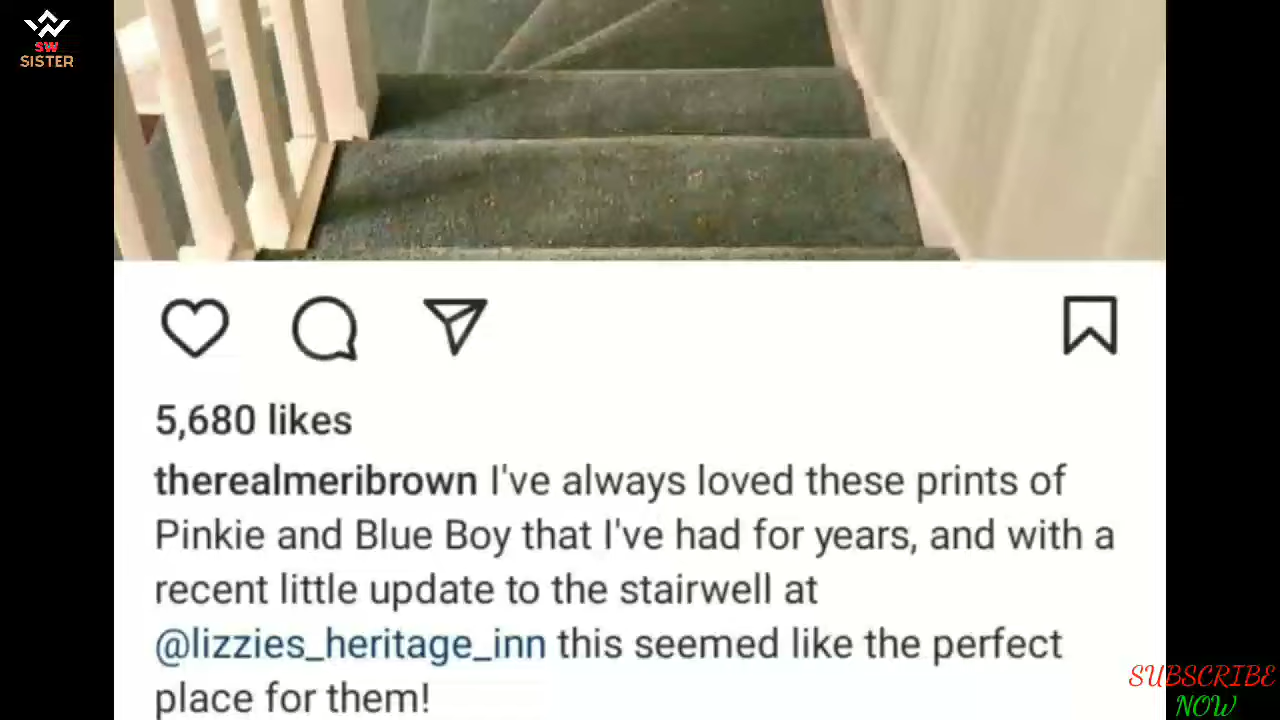 SW
SISTER
5,680 likes
therealmeribrown I've always loved these prints of
Pinkie and Blue Boy that I've had for years, and with a
recent little update to the stairwell at
@lizzies_heritage_inn this seemed like the perfect
place for them!
SUBSCRIBE
NOW